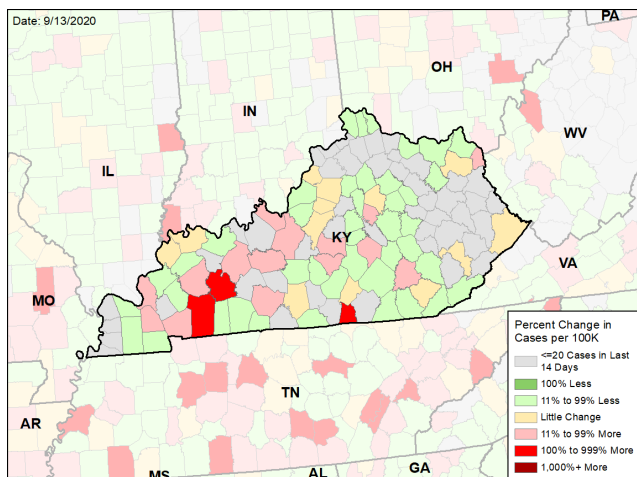 Date: 9/13/2020
PA
OH
IN
WV
IL
KY
VA
MO
TN
AR
MS
AL
GA
Percent Change in
Cases per 100K
<=20 Cases in Last
14 Days
100% Less
11% to 99% Less
Little Change
11% to 99% More
100% to 999% More
1,000%+ More